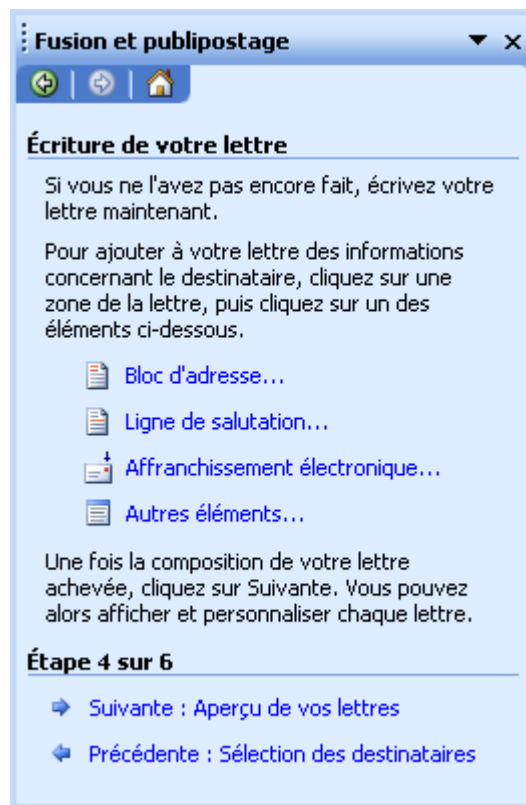 Fusion et publipostage
Écriture de votre lettre
Si vous ne l'avez pas encore fait, écrivez votre
lettre maintenant.
Pour ajouter à votre lettre des informations
concernant le destinataire, cliquez sur une
zone de la lettre, puis cliquez sur un des
éléments ci-dessous.
Bloc d'adresse...
Ligne de salutation...
Affranchissement électronique...
Autres éléments...
Une fois la composition de votre lettre
achevée, cliquez sur Suivante. Vous pouvez
alors afficher et personnaliser chaque lettre.
Étape 4 sur 6
Suivante : Aperçu de vos lettres
Précédente : Sélection des destinataires